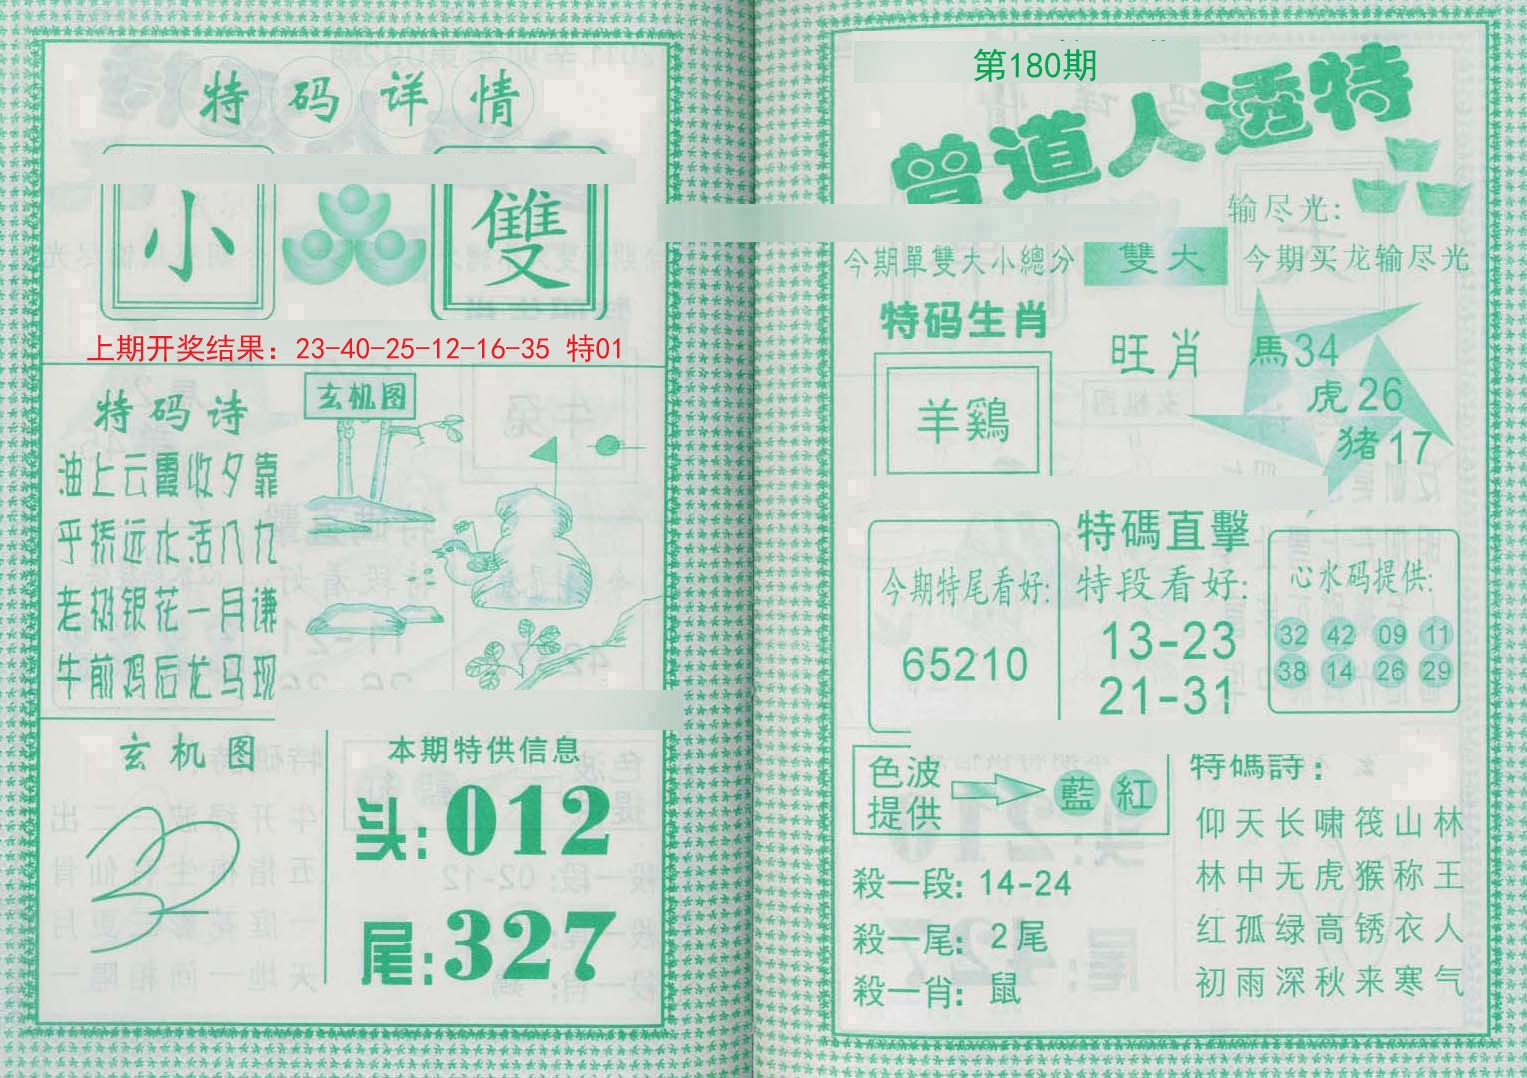 特码详情
小
雙
上期开奖结果：23-40-25-12-16-35 特01
特码诗
玄机图
油上云霞收夕靠
乎桥远水活八九
老极银花一月谦
牛前鸡后龙马现
玄机图
本期特供信息
头:012
尾:327
第180期
曾道人透特
输尽光:
今期單雙大小總分 雙大 今期买龙输尽光
特码生肖
羊鷄
旺肖
馬34
虎26
猪17
特碼直擊
今期特尾看好:
65210
特段看好:
13-23
21-31
心水码提供:
32 42 09 11
38 14 26 29
色波
提供
藍 紅
殺一段: 14-24
殺一尾: 2尾
殺一肖: 鼠
特碼詩:
仰天长啸筏山林
林中无虎猴称王
红孤绿高锈衣人
初雨深秋来寒气